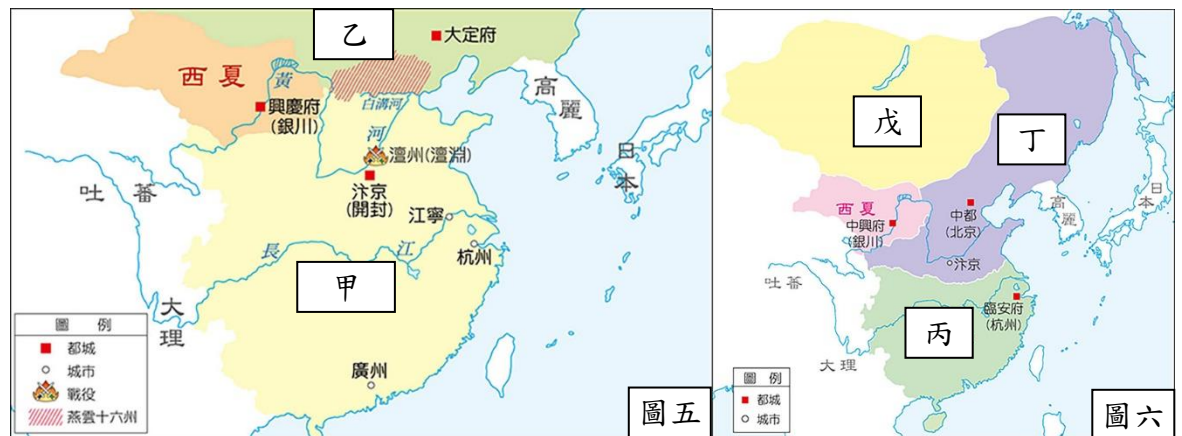 乙
大定府
西夏
黃
河
興慶府
(銀川)
白溝河
高麗
日本
澶州(澶淵)
汴京
(開封)
吐蕃
江寧
長
江
杭州
甲
大理
廣州
圖例
都城
城市
戰役
燕雲十六州
圖五
戊
丁
西夏
中興府
(銀川)
中都
(北京)
高麗
日本
汴京
吐蕃
臨安府
(杭州)
丙
大理
圖例
都城
城市
圖六